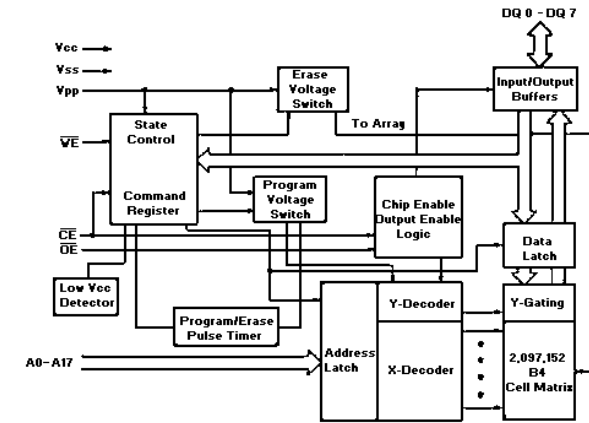 DQ 0 - DQ 7
Vcc
Vss
Vpp
Erase
Voltage
Switch
Input/Output
Buffers
To Array
State
Control
WE
Command
Register
Program
Voltage
Switch
Chip Enable
Output Enable
Logic
CE
OE
Data
Latch
Low Vcc
Detector
Program/Erase
Pulse Timer
Y-Decoder
Y-Gating
A0-A17
Address
Latch
X-Decoder
2,097,152
B4
Cell Matrix